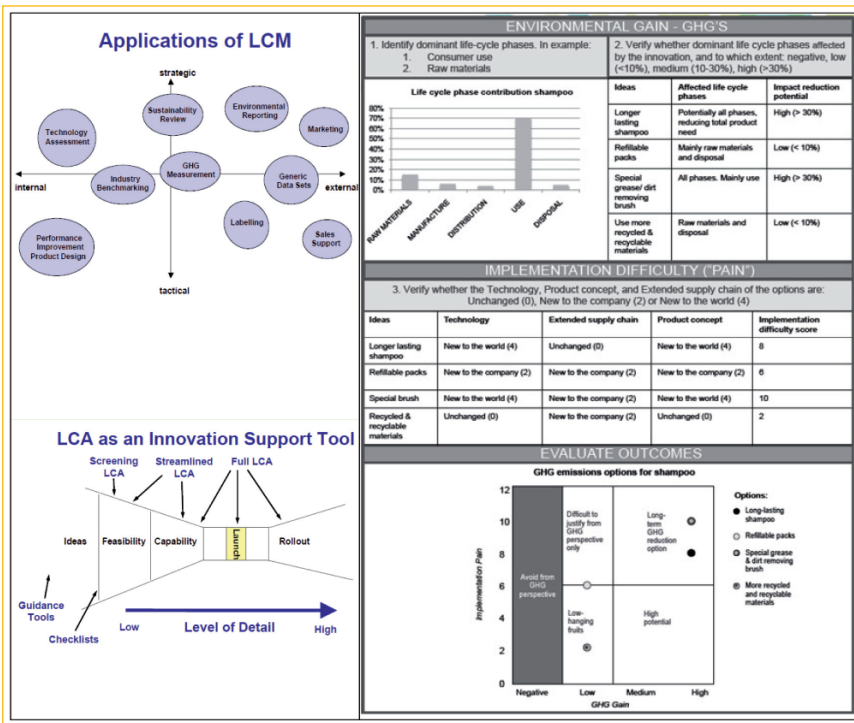 Applications of LCM
strategic
Sustainability
Review
Environmental
Reporting
Marketing
Technology
Assessment
GHG
Measurement
Industry
Benchmarking
Generic
Data Sets
internal
external
Labelling
Performance
Improvement
Product Design
Sales
Support
tactical
LCA as an Innovation Support Tool
Screening
LCA
Streamlined
LCA
Full LCA
Ideas
Feasibility
Capability
Launch
Rollout
Guidance
Tools
Checklists
Low
Level of Detail
High
ENVIRONMENTAL GAIN - GHG'S
1. Identify dominant life-cycle phases. In example:
1. Consumer use
2. Raw materials
2. Verify whether dominant life cycle phases affected
by the innovation, and to which extent: negative, low
(<10%), medium (10-30%), high (>30%)
Life cycle phase contribution shampoo
80%
70%
60%
50%
40%
30%
20%
10%
0%
RAW MATERIALS
MANUFACTURE
DISTRIBUTION
USE
DISPOSAL
Ideas Affected life cycle phases Impact reduction potential
Longer lasting shampoo Potentially all phases, reducing total product need High (> 30%)
Refillable packs Mainly raw materials and disposal Low (< 10%)
Special grease/ dirt removing brush All phases. Mainly use High (> 30%)
Use more recycled & recyclable materials Raw materials and disposal Low (< 10%)
IMPLEMENTATION DIFFICULTY ("PAIN")
3. Verify whether the Technology, Product concept, and Extended supply chain of the options are:
Unchanged (0), New to the company (2) or New to the world (4)
Ideas Technology Extended supply chain Product concept Implementation difficulty score
Longer lasting shampoo New to the world (4) Unchanged (0) New to the world (4) 8
Refillable packs New to the company (2) New to the company (2) New to the company (2) 6
Special brush New to the world (4) New to the company (2) New to the world (4) 10
Recycled & recyclable materials Unchanged (0) New to the company (2) Unchanged (0) 2
EVALUATE OUTCOMES
GHG emissions options for shampoo
12
10
8
6
4
2
0
Implementation Pain
Avoid from
GHG
perspective
Difficult to
justify from
GHG
perspective
only
Long-
term
GHG
reduction
option
Low-
hanging
fruits
High
potential
Negative
Low
Medium
High
GHG Gain
Options:
Long-lasting
shampoo
Refillable packs
Special grease
& dirt removing
brush
More recycled
and recyclable
materials